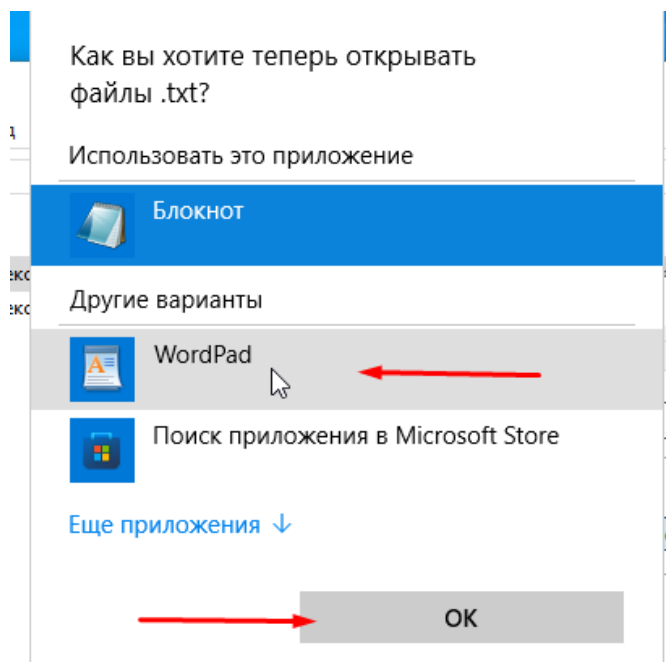 Как вы хотите теперь открывать
файлы .txt?
Использовать это приложение
Блокнот
Другие варианты
WordPad
Поиск приложения в Microsoft Store
Еще приложения
ОК